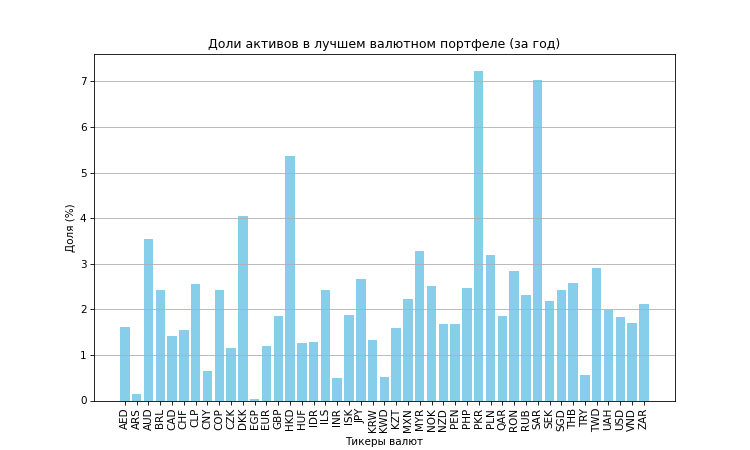 Доли активов в лучшем валютном портфеле (за год)
Доля (%)
7
6
5
4
3
2
1
0
AED ARS AUD BRL CAD CHF CLP CNY COP CZK DKK EGP EUR GBP HKD HUF IDR ILS INR ISK JPY KRW KWD KZT MXN MYR NOK NZD PEN PHP PKR PLN QAR RON RUB SAR SEK SGD THB TRY TWD UAH USD VND ZAR
Тикеры валют